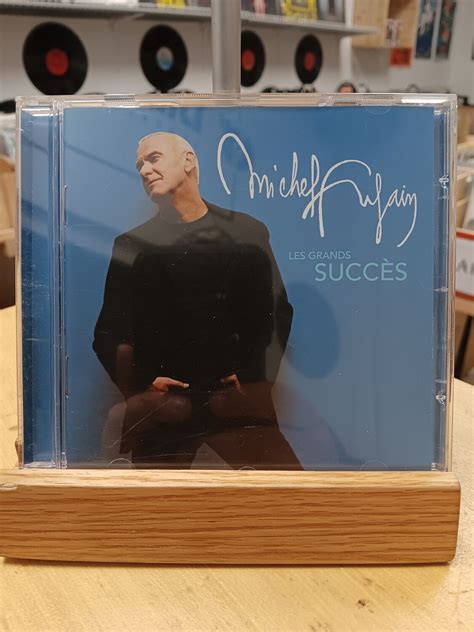 Michel Fugain
LES GRANDS
SUCCÈS